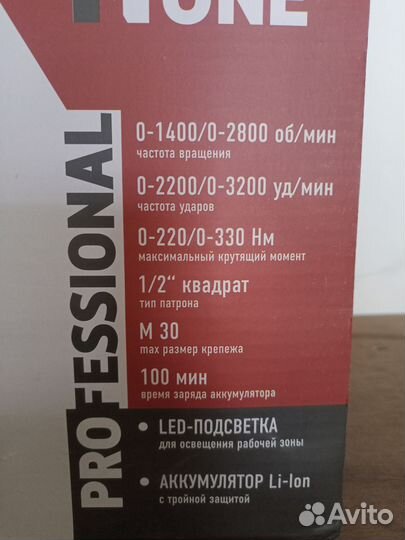 PROFESSIONAL
0-1400/0-2800 об/мин
частота вращения
0-2200/0-3200 уд/мин
частота ударов
0-220/0-330 Нм
максимальный крутящий момент
1/2“ квадрат
тип патрона
М 30
max размер крепежа
100 мин
время заряда аккумулятора
• LED-ПОДСВЕТКА
для освещения рабочей зоны
• АККУМУЛЯТОР Li-Ion
с тройной защитой
Avito